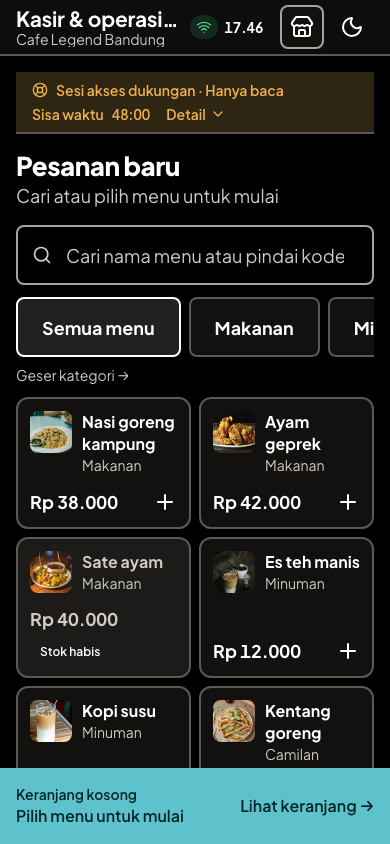 Kasir & operasi...
Cafe Legend Bandung
17.46
Sesi akses dukungan · Hanya baca
Sisa waktu 48:00 Detail
Pesanan baru
Cari atau pilih menu untuk mulai
Cari nama menu atau pindai kode
Semua menu
Makanan
Mi
Geser kategori →
Nasi goreng
kampung
Makanan
Rp 38.000
Ayam
geprek
Makanan
Rp 42.000
Sate ayam
Makanan
Rp 40.000
Stok habis
Es teh manis
Minuman
Rp 12.000
Kopi susu
Minuman
Kentang
goreng
Camilan
Keranjang kosong
Pilih menu untuk mulai
Lihat keranjang →